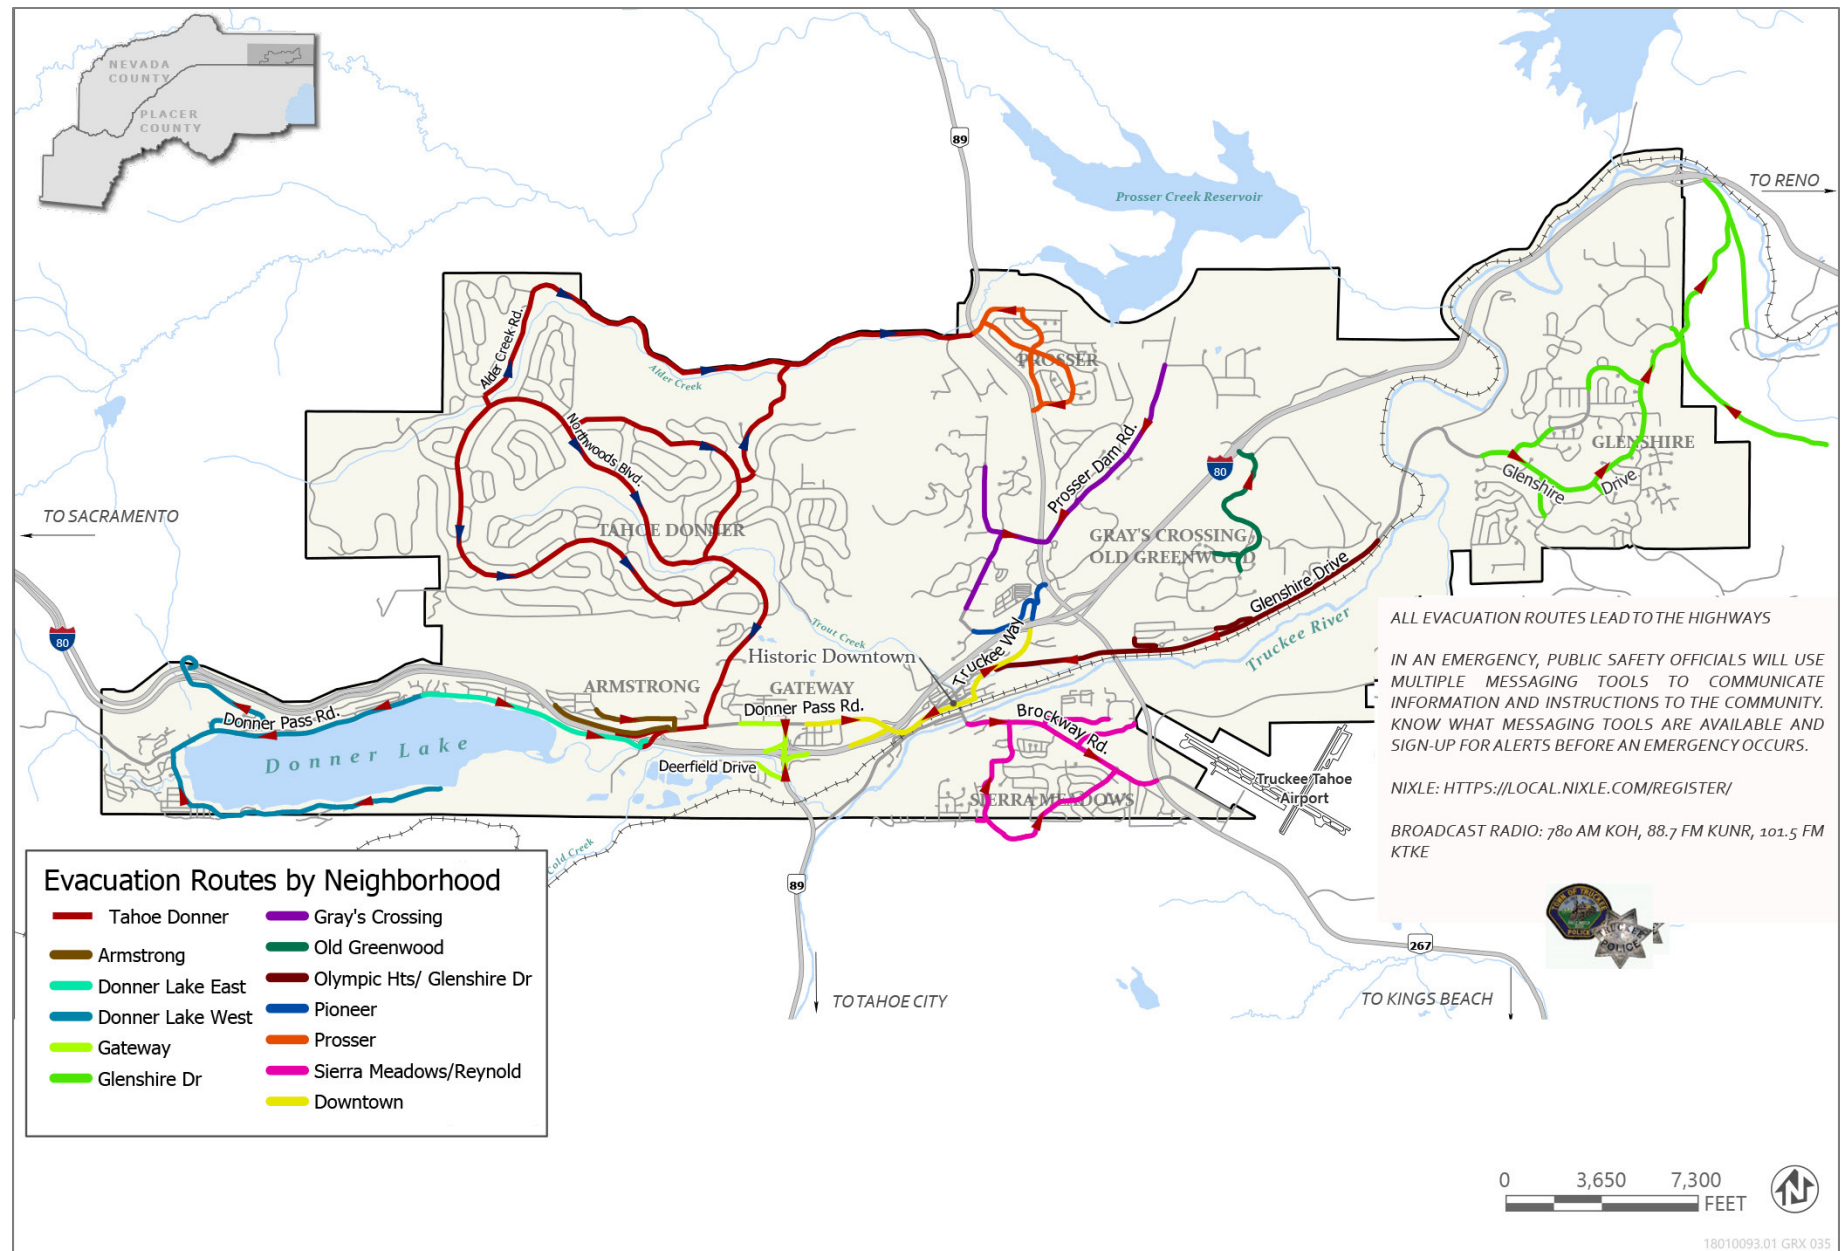 NEVADA
COUNTY
PLACER
COUNTY
89
Prosser Creek Reservoir
TO RENO
Alder Creek Rd.
Alder Creek
PROSSER
Northwoods Blvd.
Prosser Dam Rd.
GLENSHIRE
80
Glenshire Drive
TO SACRAMENTO
TAHOE DONNER
GRAY'S CROSSING/
OLD GREENWOOD
Glenshire Drive
Truckee River
80
Trout Creek
Truckee Way
Historic Downtown
ARMSTRONG
GATEWAY
Donner Pass Rd.
Donner Pass Rd.
Brockway Rd.
Donner Lake
Deerfield Drive
Truckee Tahoe
Airport
SIERRA MEADOWS
Cold Creek
89
267
TO TAHOE CITY
TO KINGS BEACH
ALL EVACUATION ROUTES LEAD TO THE HIGHWAYS
IN AN EMERGENCY, PUBLIC SAFETY OFFICIALS WILL USE
MULTIPLE MESSAGING TOOLS TO COMMUNICATE
INFORMATION AND INSTRUCTIONS TO THE COMMUNITY.
KNOW WHAT MESSAGING TOOLS ARE AVAILABLE AND
SIGN-UP FOR ALERTS BEFORE AN EMERGENCY OCCURS.
NIXLE: HTTPS://LOCAL.NIXLE.COM/REGISTER/
BROADCAST RADIO: 780 AM KOH, 88.7 FM KUNR, 101.5 FM
KTKE
TOWN OF TRUCKEE
POLICE
TRUCKEE
POLICE
Evacuation Routes by Neighborhood
Tahoe Donner
Armstrong
Donner Lake East
Donner Lake West
Gateway
Glenshire Dr
Gray's Crossing
Old Greenwood
Olympic Hts/ Glenshire Dr
Pioneer
Prosser
Sierra Meadows/Reynold
Downtown
0 3,650 7,300
FEET
N
18010093.01 GRX 035